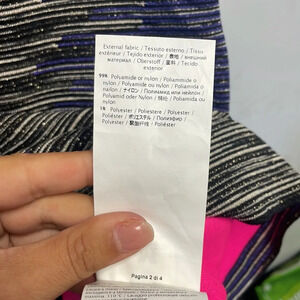 External fabric / Tessuto esterno / Tissu
extérieur / Tejido exterior / 表地 / внешний
материал / Oberstoff / 面料 / Tecido
exterior
99% Polyamide or nylon / Poliammide o
nailon / Polyamide ou nylon / Poliamida o
nailon / ナイロン / Полиамид или нейлон /
Polyamid oder Nylon / 锦纶 / Poliamida ou
nylon
1% Polyester / Poliestere / Polyester /
Poliéster / ポリエステル / Полиэфир /
Polyester / 聚酯纤维 / Poliéster
Pagina 2 di 4